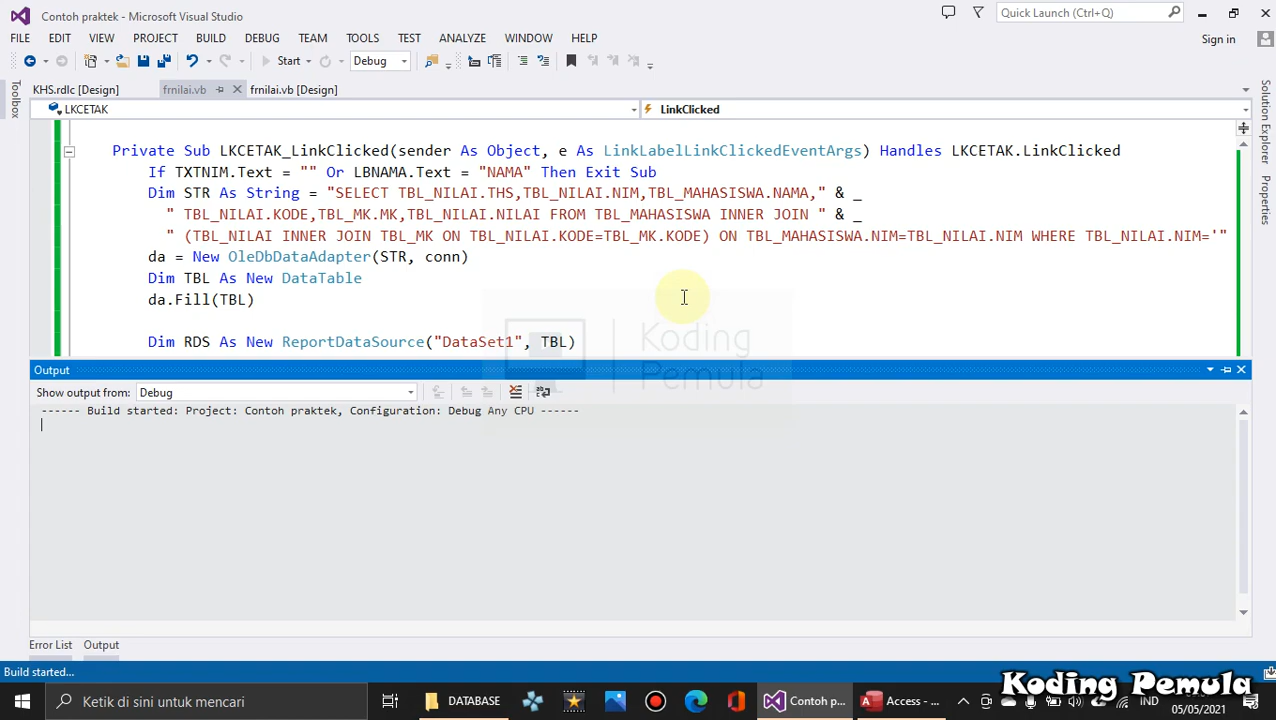 Contoh praktek - Microsoft Visual Studio
Quick Launch (Ctrl+Q)
FILE EDIT VIEW PROJECT BUILD DEBUG TEAM TOOLS TEST ANALYZE WINDOW HELP
Sign in
Start Debug
Toolbox
KHS.rdlc [Design] frnilai.vb frnilai.vb [Design]
LKCETAK LinkClicked
Solution Explorer
Properties
Private Sub LKCETAK_LinkClicked(sender As Object, e As LinkLabelLinkClickedEventArgs) Handles LKCETAK.LinkClicked
If TXTNIM.Text = "" Or LBNAMA.Text = "NAMA" Then Exit Sub
Dim STR As String = "SELECT TBL_NILAI.THS,TBL_NILAI.NIM,TBL_MAHASISWA.NAMA," & _
" TBL_NILAI.KODE,TBL_MK.MK,TBL_NILAI.NILAI FROM TBL_MAHASISWA INNER JOIN " & _
" (TBL_NILAI INNER JOIN TBL_MK ON TBL_NILAI.KODE=TBL_MK.KODE) ON TBL_MAHASISWA.NIM=TBL_NILAI.NIM WHERE TBL_NILAI.NIM='"
da = New OleDbDataAdapter(STR, conn)
Dim TBL As New DataTable
da.Fill(TBL)
Dim RDS As New ReportDataSource("DataSet1", TBL)
Koding
Pemula
Output
Show output from: Debug
------ Build started: Project: Contoh praktek, Configuration: Debug Any CPU ------
Error List Output
Build started...
Koding Pemula
Ketik di sini untuk mencari
DATABASE
Contoh p...
Access - ...
IND
05/05/2021